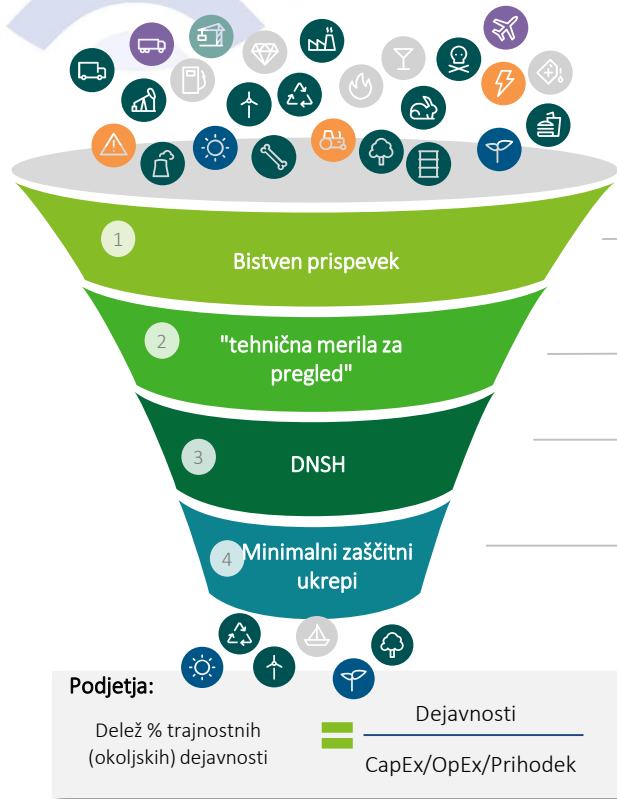 1
Bistven prispevek
2
"tehnična merila za
pregled"
3
DNSH
4
Minimalni zaščitni
ukrepi
Podjetja:
Delež % trajnostnih
(okoljskih) dejavnosti
=
Dejavnosti
CapEx/OpEx/Prihodek